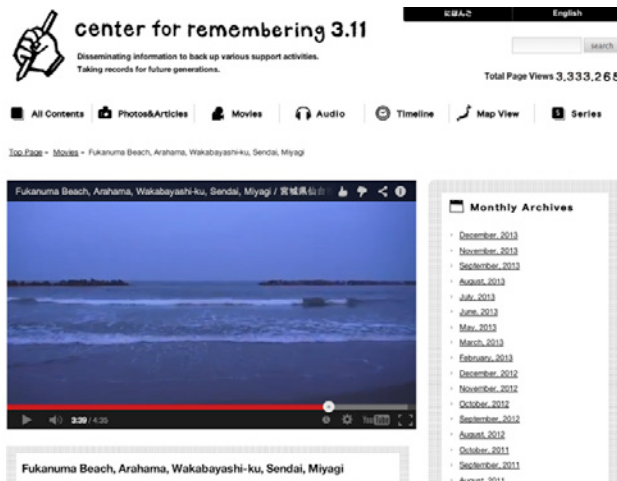 center for remembering 3.11
Disseminating information to back up various support activities.
Taking records for future generations.
にほんご
English
search
Total Page Views 3,333,265
All Contents
Photos&Articles
Movies
Audio
Timeline
Map View
Series
Top Page - Movies - Fukanuma Beach, Arahama, Wakabayashi-ku, Sendai, Miyagi
Fukanuma Beach, Arahama, Wakabayashi-ku, Sendai, Miyagi / 宮城県仙台
3:39 / 4:35
YouTube
Fukanuma Beach, Arahama, Wakabayashi-ku, Sendai, Miyagi
Monthly Archives
December, 2013
November, 2013
September, 2013
August, 2013
July, 2013
June, 2013
May, 2013
March, 2013
February, 2013
December, 2012
November, 2012
October, 2012
September, 2012
August, 2012
October, 2011
September, 2011
August, 2011